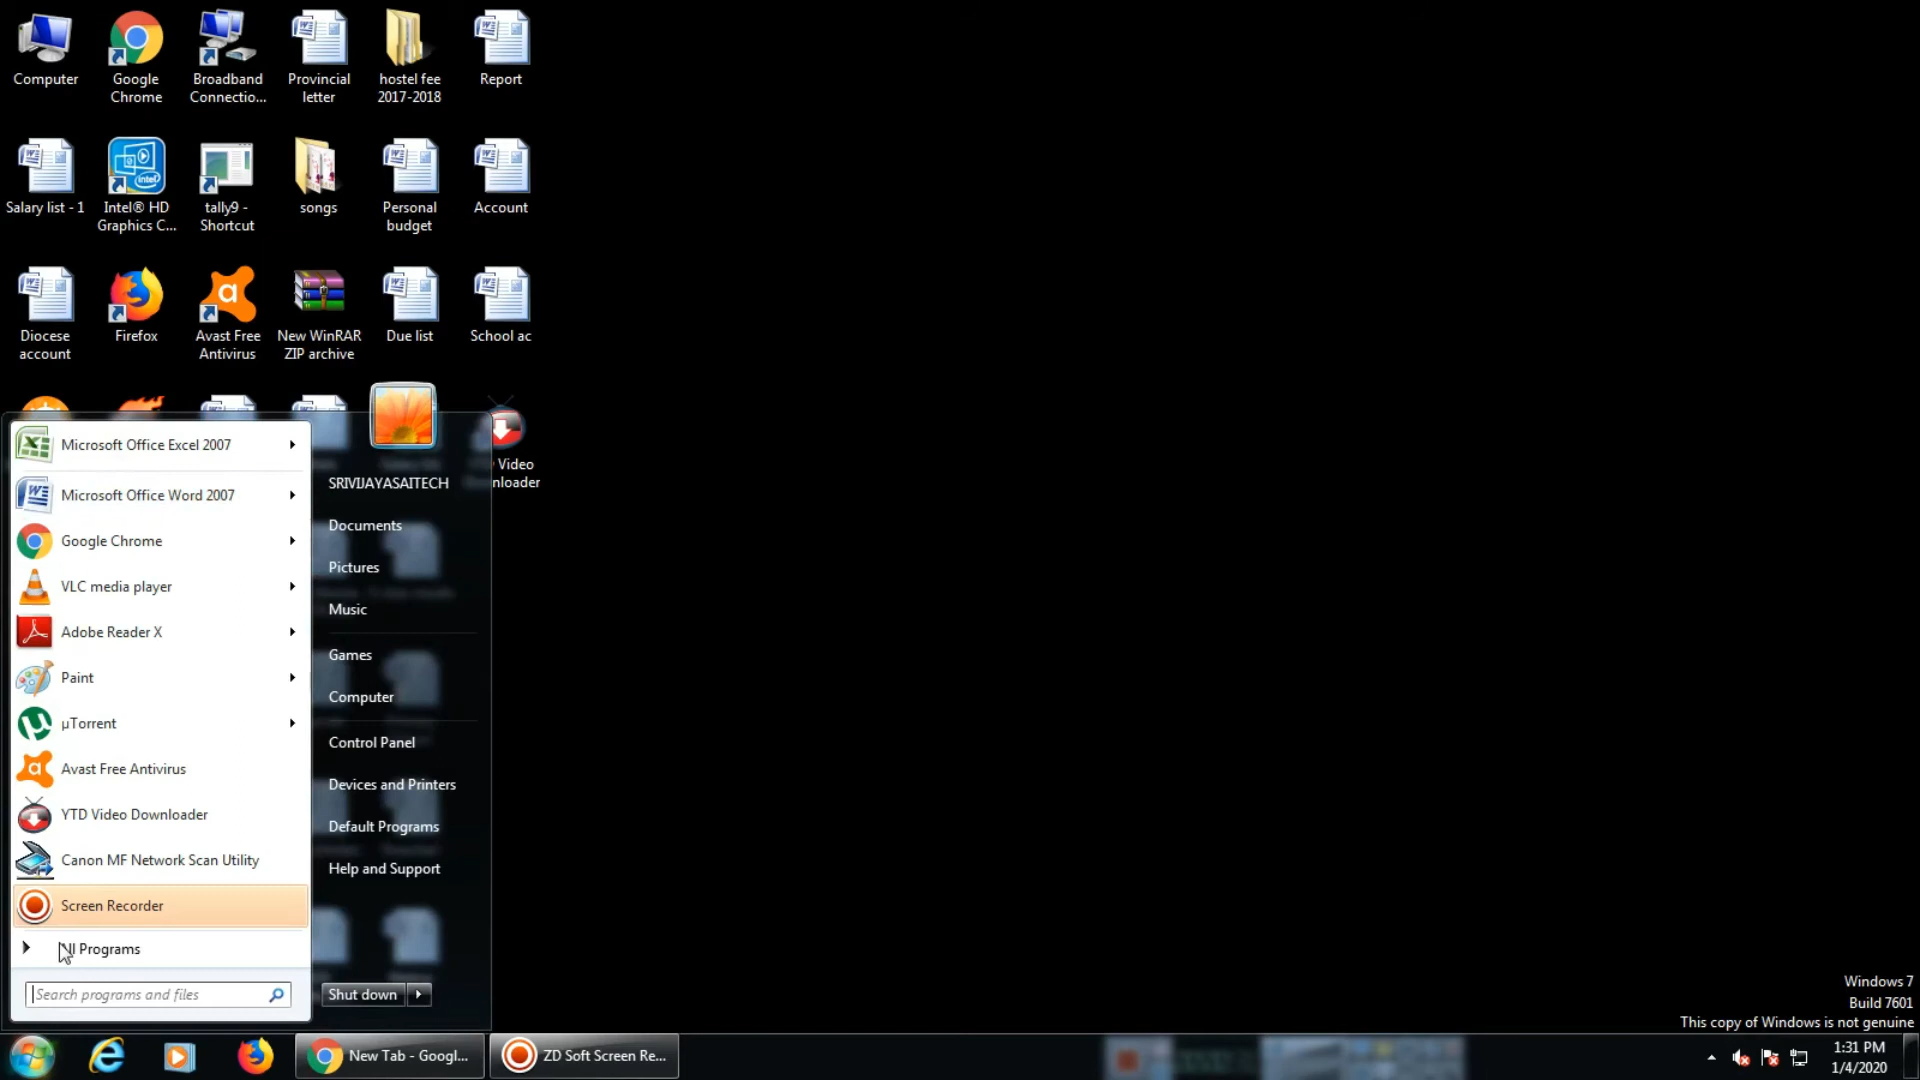 Computer
Google
Chrome
Broadband
Connectio...
Provincial
letter
hostel fee
2017-2018
Report
Salary list - 1
Intel® HD
Graphics C...
tally9 -
Shortcut
songs
Personal
budget
Account
Diocese
account
Firefox
Avast Free
Antivirus
New WinRAR
ZIP archive
Due list
School ac
Video
nloader
Microsoft Office Excel 2007
Microsoft Office Word 2007
Google Chrome
VLC media player
Adobe Reader X
Paint
µTorrent
Avast Free Antivirus
YTD Video Downloader
Canon MF Network Scan Utility
Screen Recorder
All Programs
Search programs and files
SRIVIJAYASAITECH
Documents
Pictures
Music
Games
Computer
Control Panel
Devices and Printers
Default Programs
Help and Support
Shut down
Windows 7
Build 7601
This copy of Windows is not genuine
New Tab - Googl...
ZD Soft Screen Re...
1:31 PM
1/4/2020